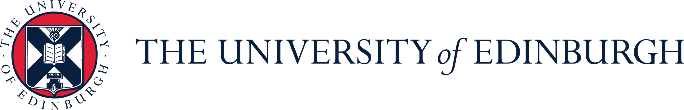 THE UNIVERSITY
OF EDINBURGH
THE UNIVERSITY of EDINBURGH